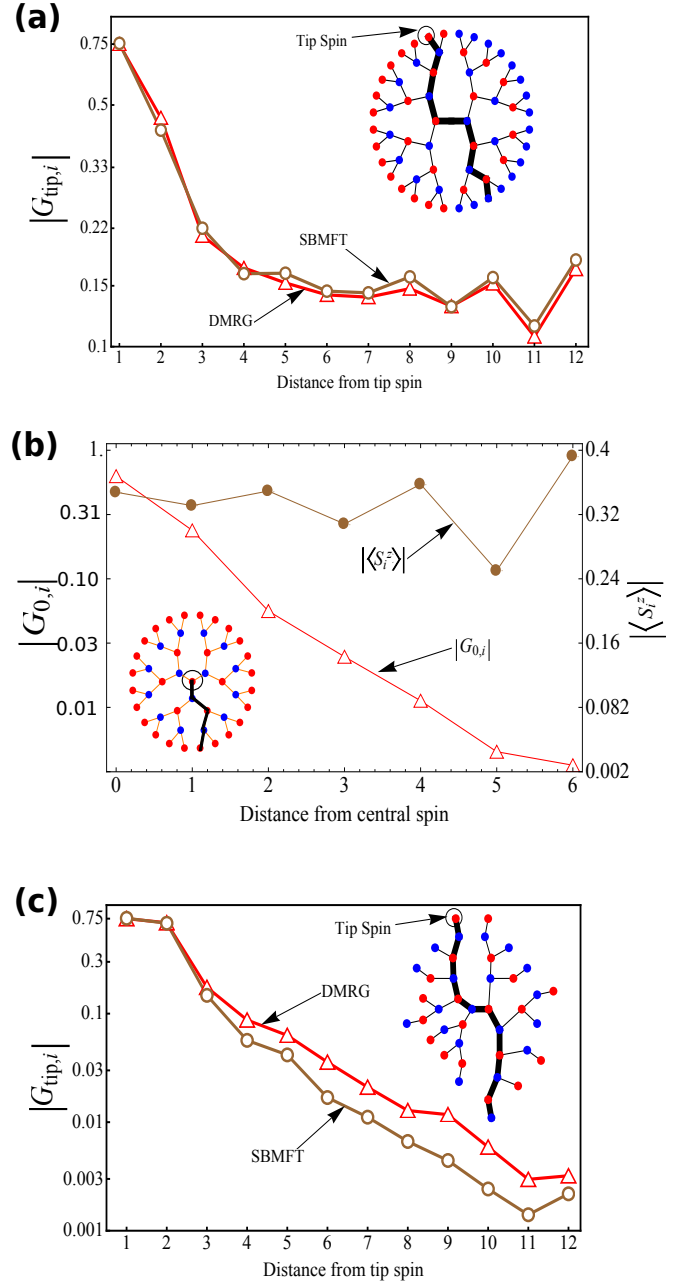 (a)
0.75
0.5
0.33
0.22
0.15
0.1
|G_tip,i|
Tip Spin
SBMFT
DMRG
1 2 3 4 5 6 7 8 9 10 11 12
Distance from tip spin
(b)
1.
0.31
0.10
0.03
0.01
|G_0,i|
0.4
0.32
0.24
0.16
0.082
0.002
|⟨S_i^z⟩|
|⟨S_i^z⟩|
|G_0,i|
0 1 2 3 4 5 6
Distance from central spin
(c)
0.75
0.3
0.1
0.03
0.01
0.003
0.001
|G_tip,i|
Tip Spin
DMRG
SBMFT
1 2 3 4 5 6 7 8 9 10 11 12
Distance from tip spin